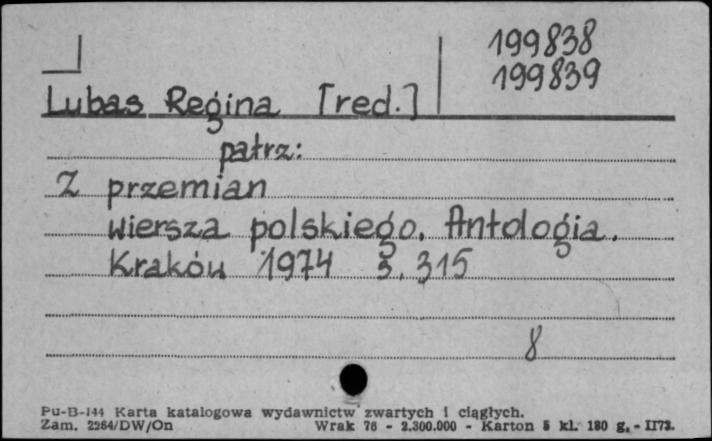 199838
199839
Lubas Regina [red.]
patrz:
Z przemian
wiersza polskiego. Antologia.
Kraków 1974 s. 315
8
Pu-B-144 Karta katalogowa wydawnictw zwartych i ciągłych.
Zam. 2264/DW/On Wrak 76 - 2.300.000 - Karton 5 kl. 180 g. - II73.